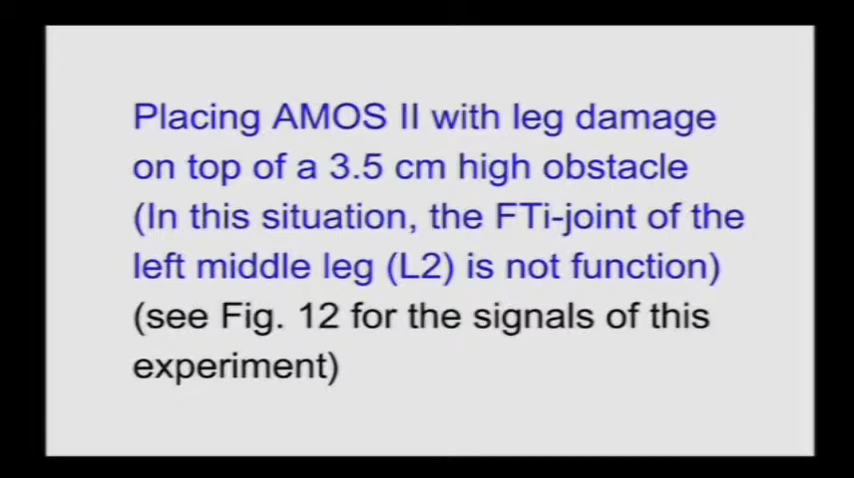 Placing AMOS II with leg damage
on top of a 3.5 cm high obstacle
(In this situation, the FTi-joint of the
left middle leg (L2) is not function)
(see Fig. 12 for the signals of this
experiment)